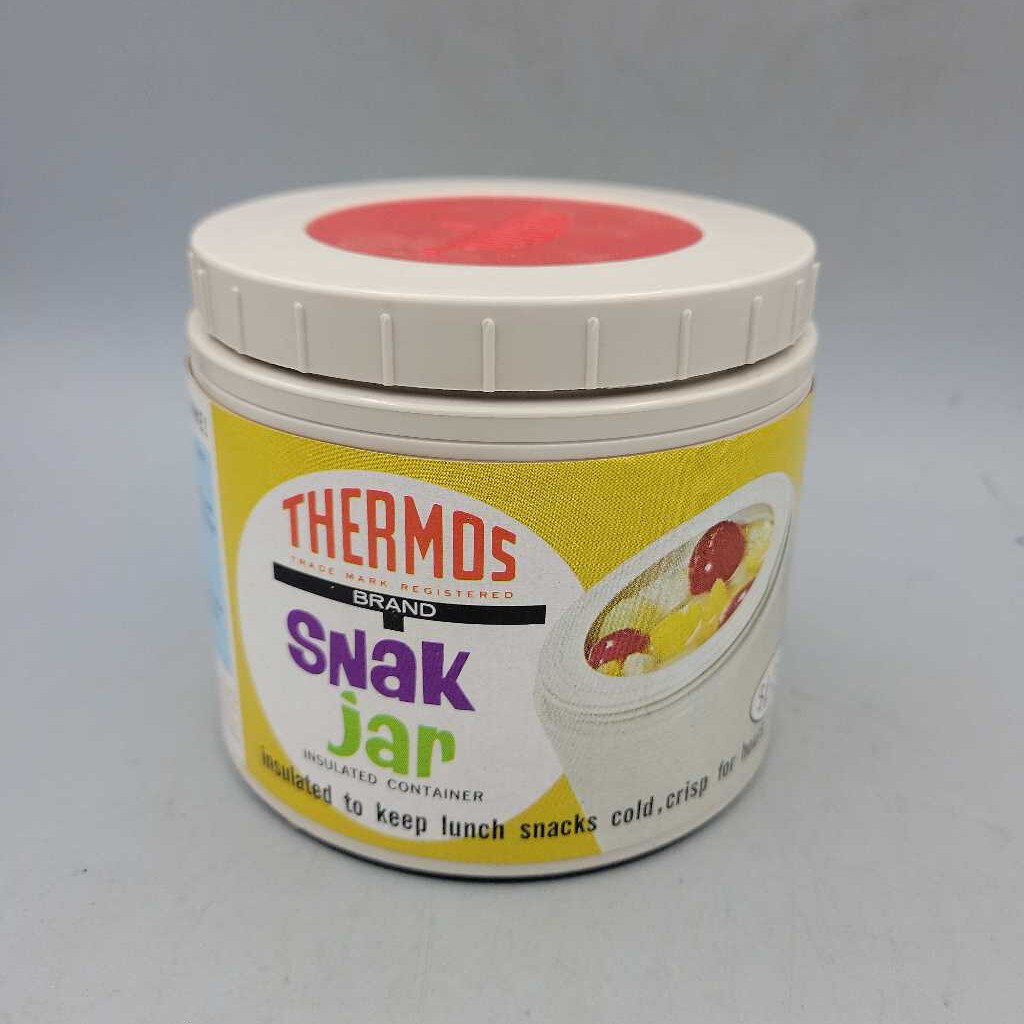 THERMOS
TRADE MARK REGISTERED
BRAND
SNaK
jar
INSULATED CONTAINER
insulated to keep lunch snacks cold, crisp for